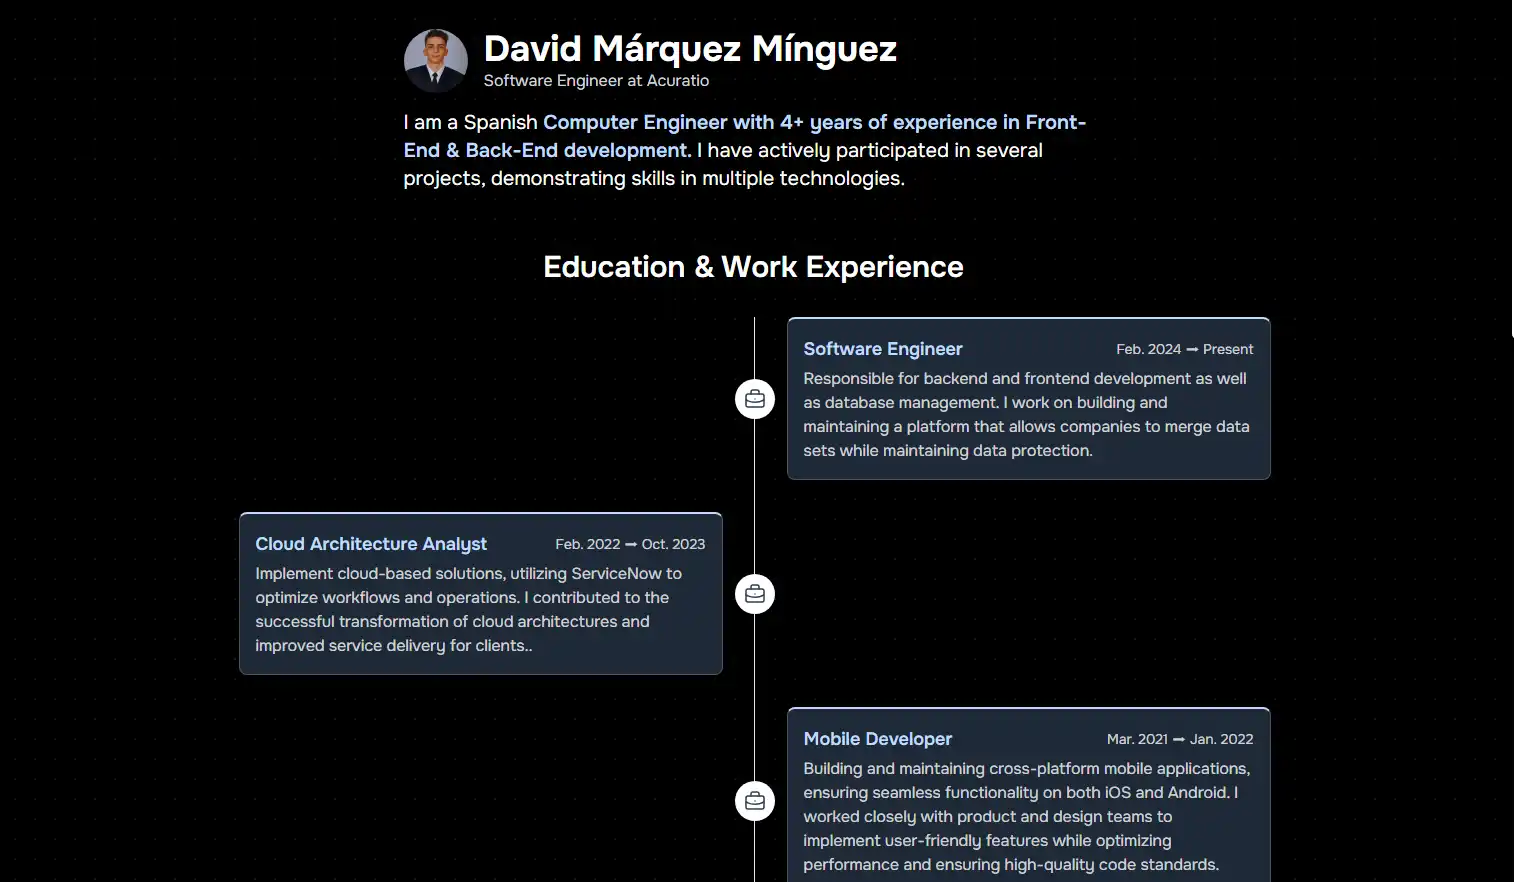 David Márquez Mínguez
Software Engineer at Acuratio
I am a Spanish Computer Engineer with 4+ years of experience in Front-
End & Back-End development. I have actively participated in several
projects, demonstrating skills in multiple technologies.
Education & Work Experience
Software Engineer
Feb. 2024 ➞ Present
Responsible for backend and frontend development as well
as database management. I work on building and
maintaining a platform that allows companies to merge data
sets while maintaining data protection.
Cloud Architecture Analyst
Feb. 2022 ➞ Oct. 2023
Implement cloud-based solutions, utilizing ServiceNow to
optimize workflows and operations. I contributed to the
successful transformation of cloud architectures and
improved service delivery for clients..
Mobile Developer
Mar. 2021 ➞ Jan. 2022
Building and maintaining cross-platform mobile applications,
ensuring seamless functionality on both iOS and Android. I
worked closely with product and design teams to
implement user-friendly features while optimizing
performance and ensuring high-quality code standards.